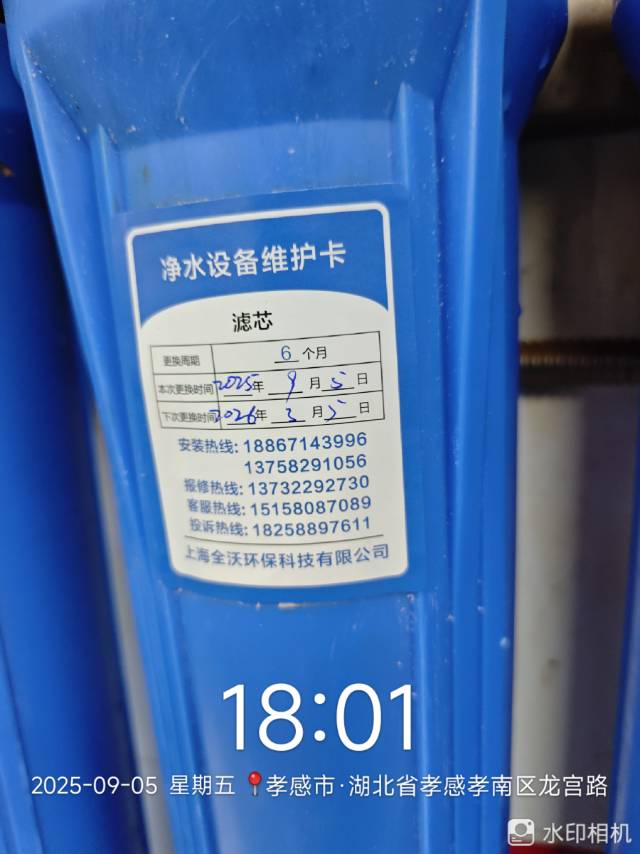 净水设备维护卡
滤芯
更换周期 6 个月
本次更换时间 2025年 9月 5日
下次更换时间 2026年 3月 5日
安装热线: 18867143996
13758291056
报修热线: 13732292730
客服热线: 15158087089
投诉热线: 18258897611
上海全沃环保科技有限公司
18:01
2025-09-05 星期五 孝感市·湖北省孝感孝南区龙宫路
水印相机